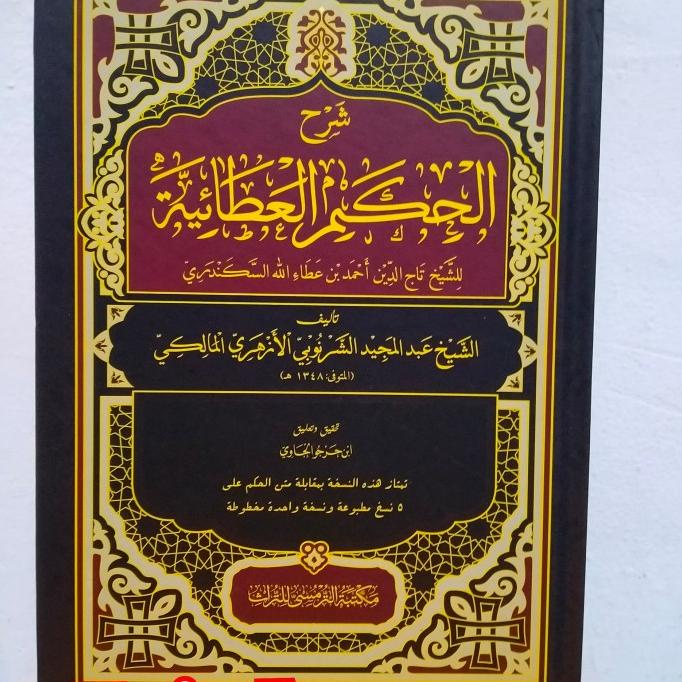 شرح
الحكم العطائية
للشيخ تاج الدين أحمد بن عطاء الله السكندري
تأليف
الشيخ عبد المجيد الشرنوبي الأزهري المالكي
(المتوفى: ١٣٤٨ هـ)
تحقيق وتعليق
ابن حرجو الجاوي
تمتاز هذه النسخة بمقابلة متن الحكم على
٥ نسخ مطبوعة ونسخة واحدة مخطوطة
مكتبة الترمسي للتراث